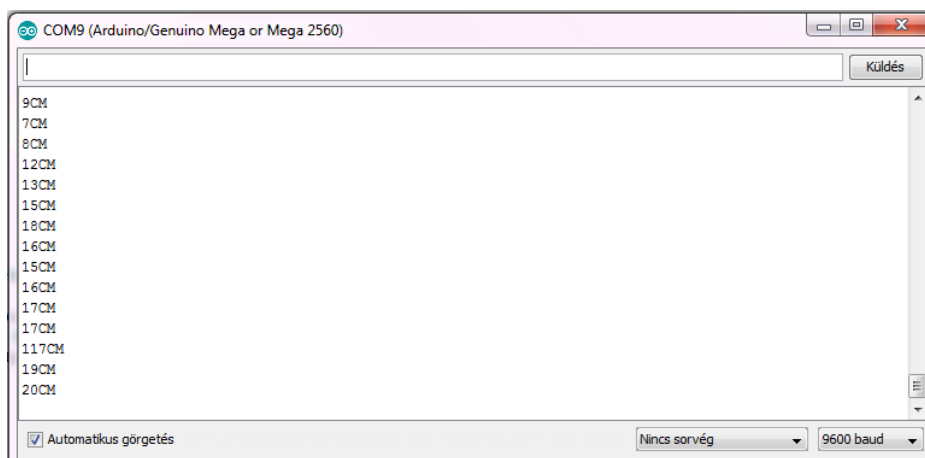 COM9 (Arduino/Genuino Mega or Mega 2560)
Küldés
9CM
7CM
8CM
12CM
13CM
15CM
18CM
16CM
15CM
16CM
17CM
17CM
117CM
19CM
20CM
Automatikus görgetés
Nincs sorvég
9600 baud